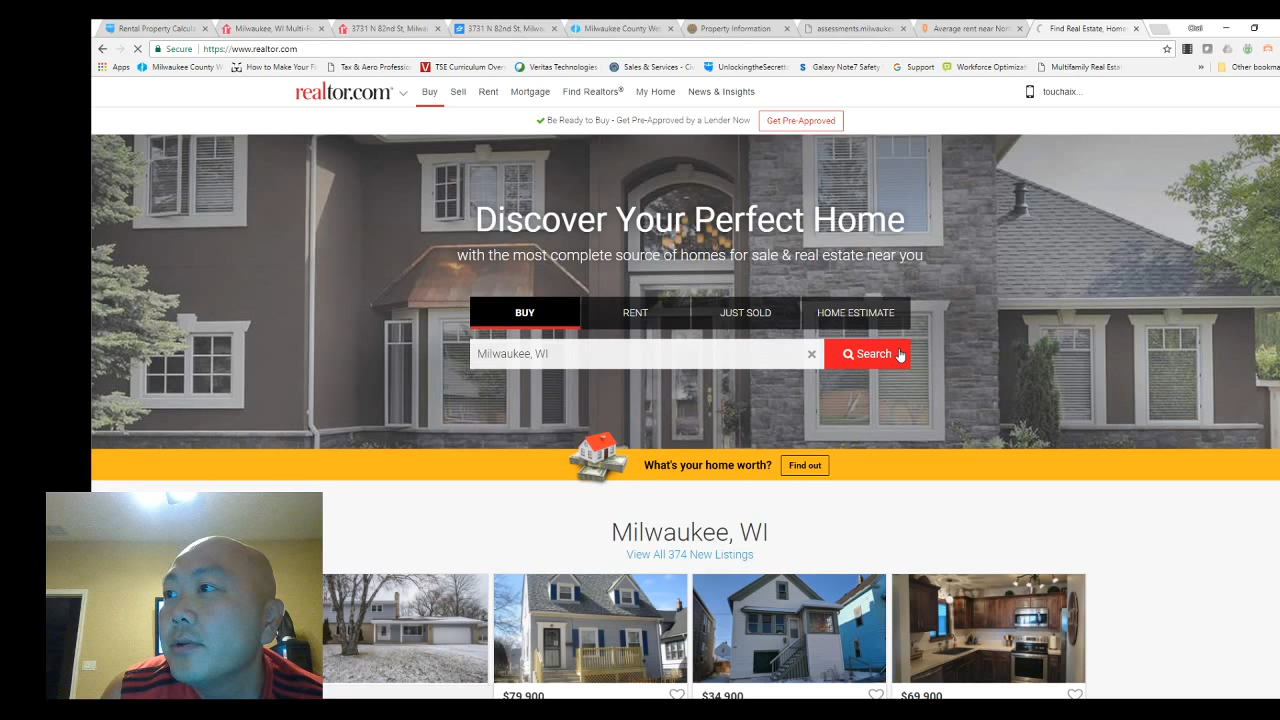 Rental Property Calcula
Milwaukee, WI Multi-F
3731 N 82nd St, Milwa
3731 N 82nd St, Milwa
Milwaukee County We
Property Information
assessments.milwauke
Average rent near Nor
Find Real Estate, Home
Secure
https://www.realtor.com
Apps
Milwaukee County W
How to Make Your Fi
Tax & Aero Professio
TSE Curriculum Over
Veritas Technologies
Sales & Services - Ci
UnlockingtheSecrets
Galaxy Note7 Safety
Support
Workforce Optimizat
Multifamily Real Esta
»
Other bookma
realtor.com®
Buy
Sell
Rent
Mortgage
Find Realtors®
My Home
News & Insights
touchaix...
Be Ready to Buy - Get Pre-Approved by a Lender Now
Get Pre-Approved
Discover Your Perfect Home
with the most complete source of homes for sale & real estate near you
BUY
RENT
JUST SOLD
HOME ESTIMATE
Milwaukee, WI
Search
What's your home worth?
Find out
Milwaukee, WI
View All 374 New Listings
$79,900
$34,900
$69,900